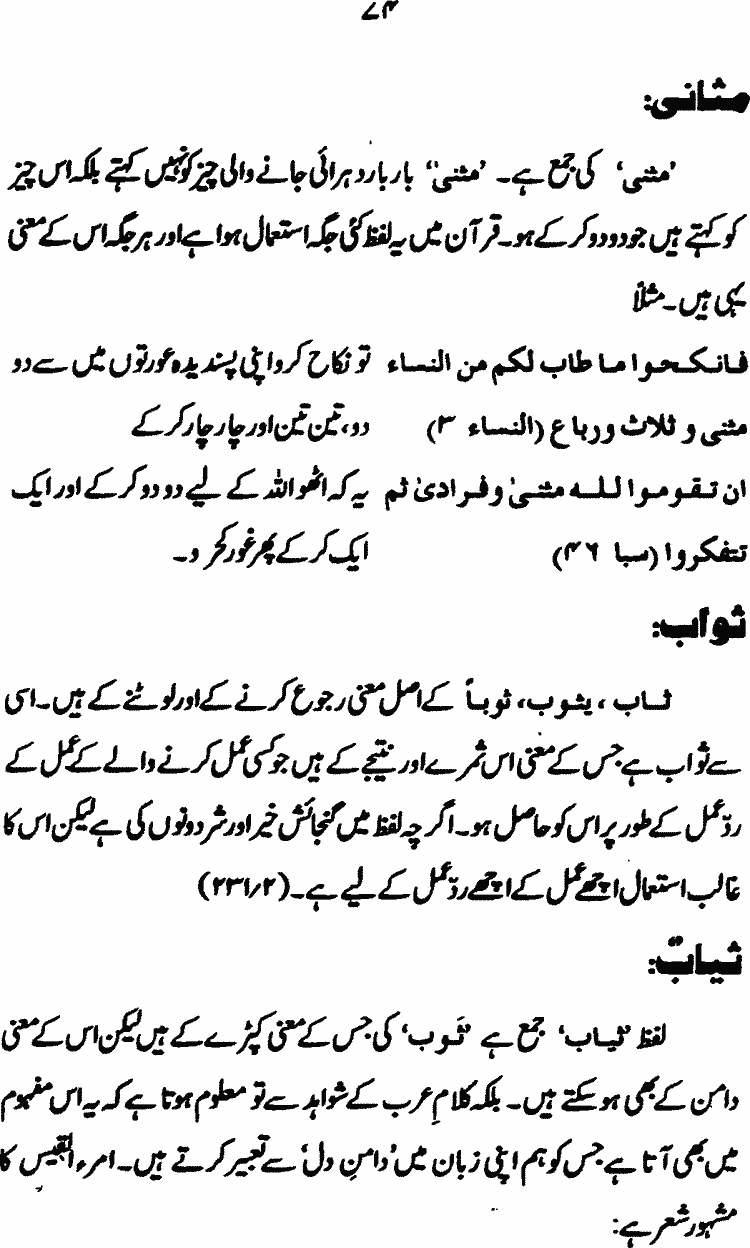 ۷۴
مثانی:
’مثنی‘ کی جمع ہے۔ ’مثنی‘ بار بار دہرائی جانے والی چیز کو نہیں کہتے بلکہ اس چیز
کو کہتے ہیں جو دو دو کر کے ہو۔ قرآن میں یہ لفظ کئی جگہ استعمال ہوا ہے اور ہر جگہ اس کے معنی
یہی ہیں۔ مثلاً
فانکحوا ما طاب لکم من النساء تو نکاح کرو اپنی پسندیدہ عورتوں میں سے دو
مثنی و ثلاث ورباع (النساء ۳) دو، تین تین اور چار چار کر کے
ان تقوموا للہ مثنیٰ وفرادیٰ ثم یہ کہ اٹھو اللہ کے لیے دو دو کر کے اور ایک
تتفکروا (سبا ۴۶) ایک کر کے پھر غور کرو۔
ثواب:
ثاب، یثوب، ثوباً کے اصل معنی رجوع کرنے کے اور لوٹنے کے ہیں۔ اسی
سے ثواب ہے جس کے معنی اس ثمرے اور نتیجے کے ہیں جو کسی عمل کرنے والے کے عمل کے
ردّ عمل کے طور پر اس کو حاصل ہو۔ اگرچہ لفظ میں گنجائش خیر اور شر دونوں کی ہے لیکن اس کا
غالب استعمال اچھے عمل کے اچھے ردّ عمل کے لیے ہے۔ (۲۳۱/۲)
ثیاب:
لفظ ’ثیاب‘ جمع ہے ’ثوب‘ کی جس کے معنی کپڑے کے ہیں لیکن اس کے معنی
دامن کے بھی ہو سکتے ہیں۔ بلکہ کلامِ عرب کے شواہد سے تو معلوم ہوتا ہے کہ یہ اس مفہوم
میں بھی آتا ہے جس کو ہم اپنی زبان میں ’دامنِ دل‘ سے تعبیر کرتے ہیں۔ امرء القیس کا
مشہور شعر ہے: